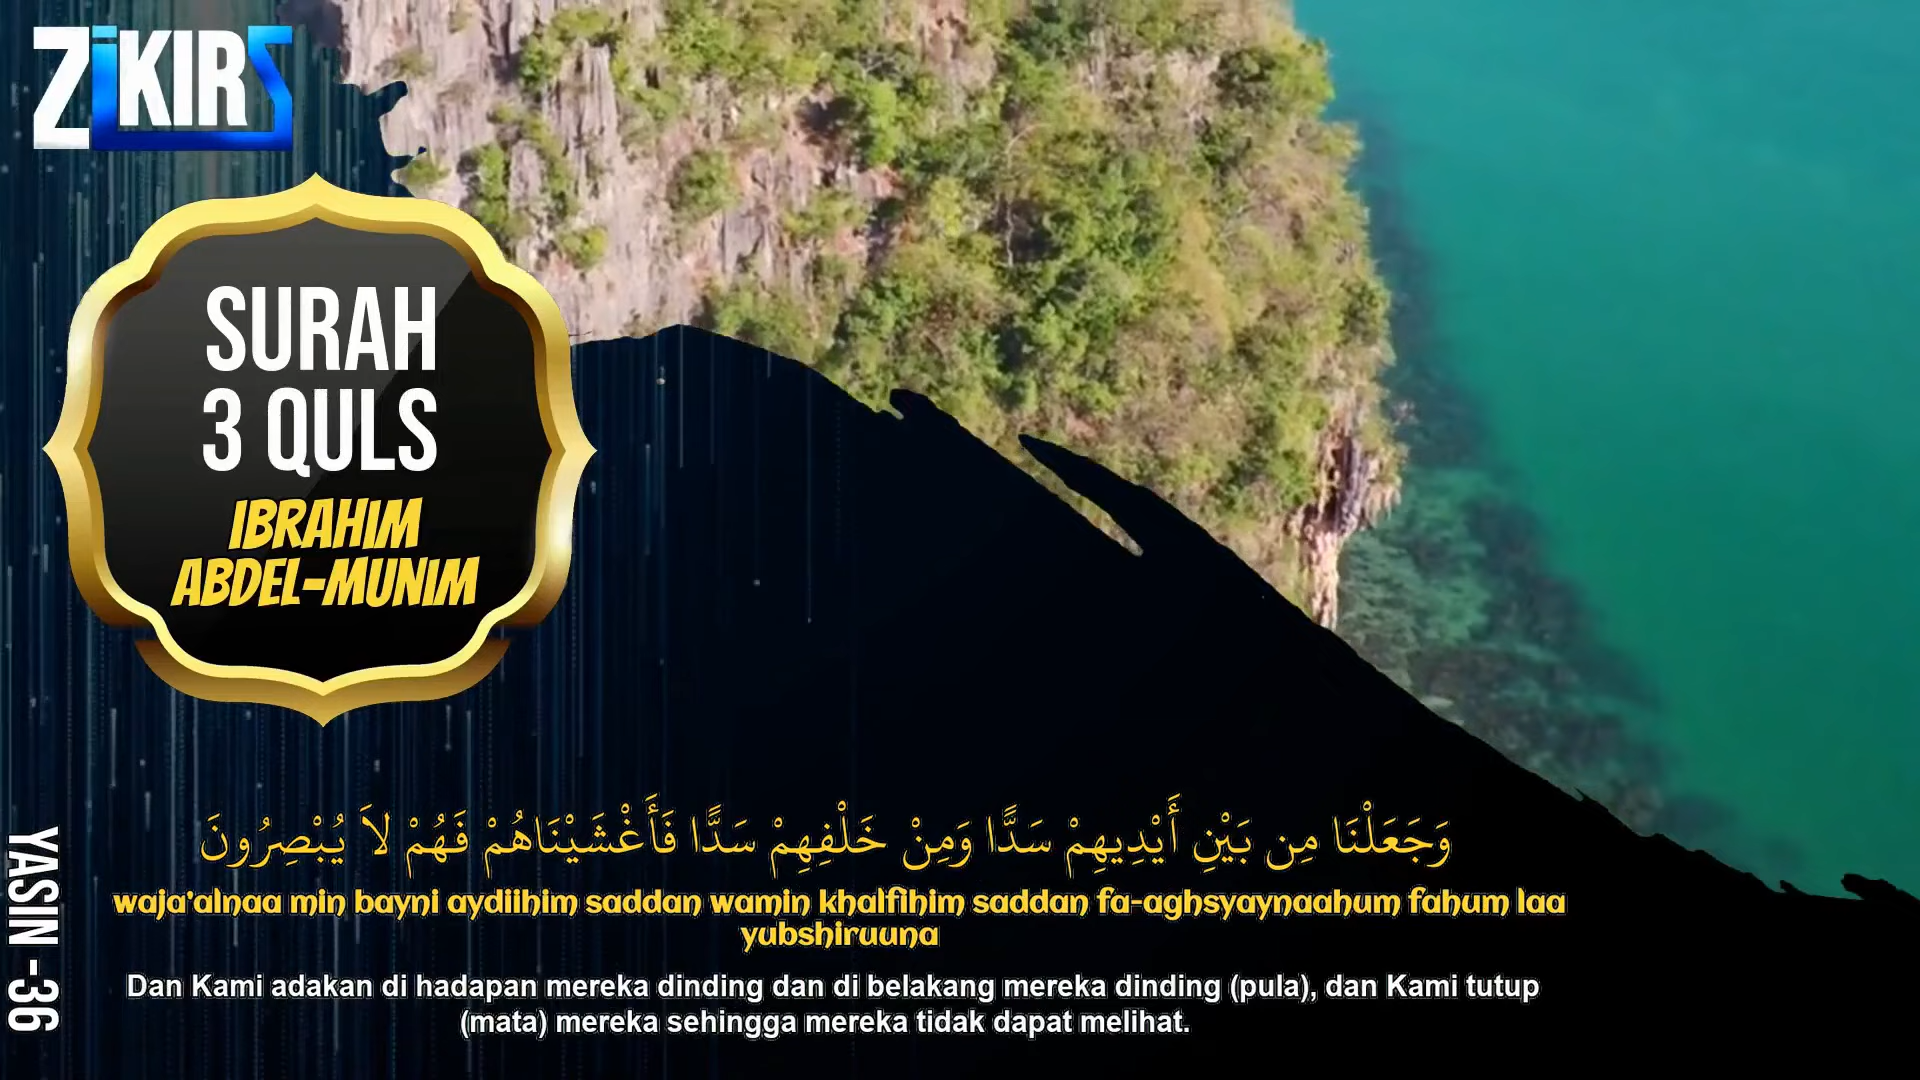 ZiKIRS
SURAH
3 QULS
IBRAHIM
ABDEL-MUNIM
وَجَعَلْنَا مِن بَيْنِ أَيْدِيهِمْ سَدًّا وَمِنْ خَلْفِهِمْ سَدًّا فَأَغْشَيْنَاهُمْ فَهُمْ لاَ يُبْصِرُونَ
waja'alnaa min bayni aydiihim saddan wamin khalfihim saddan fa-aghsyaynaahum fahum laa
yubshiruuna
Dan Kami adakan di hadapan mereka dinding dan di belakang mereka dinding (pula), dan Kami tutup
(mata) mereka sehingga mereka tidak dapat melihat.
YASIN -36